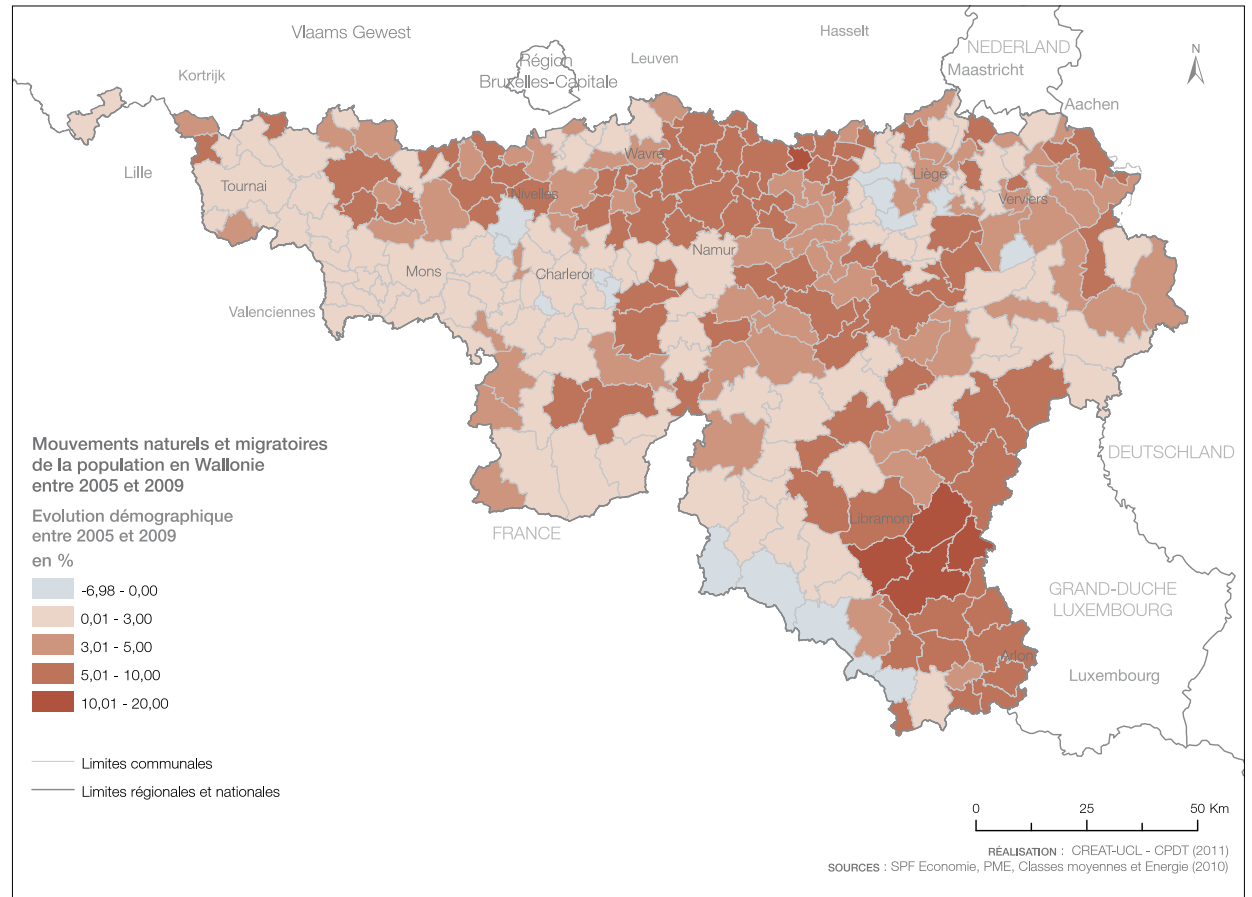 Vlaams Gewest
Hasselt
NEDERLAND
Maastricht
N
Kortrijk
Région
Bruxelles-Capitale
Leuven
Aachen
Lille
Tournai
Wavre
Nivelles
Liège
Verviers
Mons
Charleroi
Namur
Valenciennes
Mouvements naturels et migratoires
de la population en Wallonie
entre 2005 et 2009
Evolution démographique
entre 2005 et 2009
en %
-6,98 - 0,00
0,01 - 3,00
3,01 - 5,00
5,01 - 10,00
10,01 - 20,00
Limites communales
Limites régionales et nationales
FRANCE
Libramont
DEUTSCHLAND
GRAND-DUCHE
LUXEMBOURG
Arlon
Luxembourg
0 25 50 Km
RÉALISATION : CREAT-UCL - CPDT (2011)
SOURCES : SPF Economie, PME, Classes moyennes et Energie (2010)